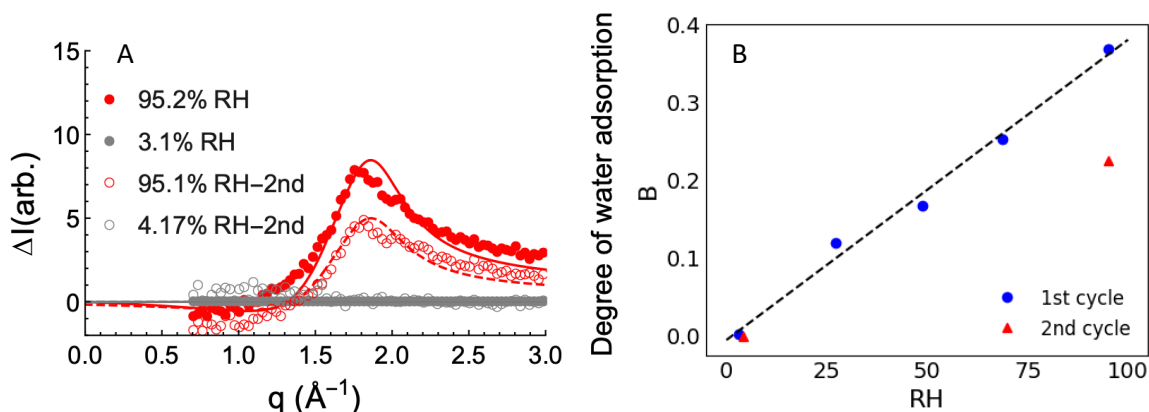 A
15
10
5
0
ΔI(arb.)
95.2% RH
3.1% RH
95.1% RH−2nd
4.17% RH−2nd
0.0 0.5 1.0 1.5 2.0 2.5 3.0
q (Å⁻¹)
B
Degree of water adsorption
B
0.4
0.3
0.2
0.1
0.0
1st cycle
2nd cycle
0 25 50 75 100
RH